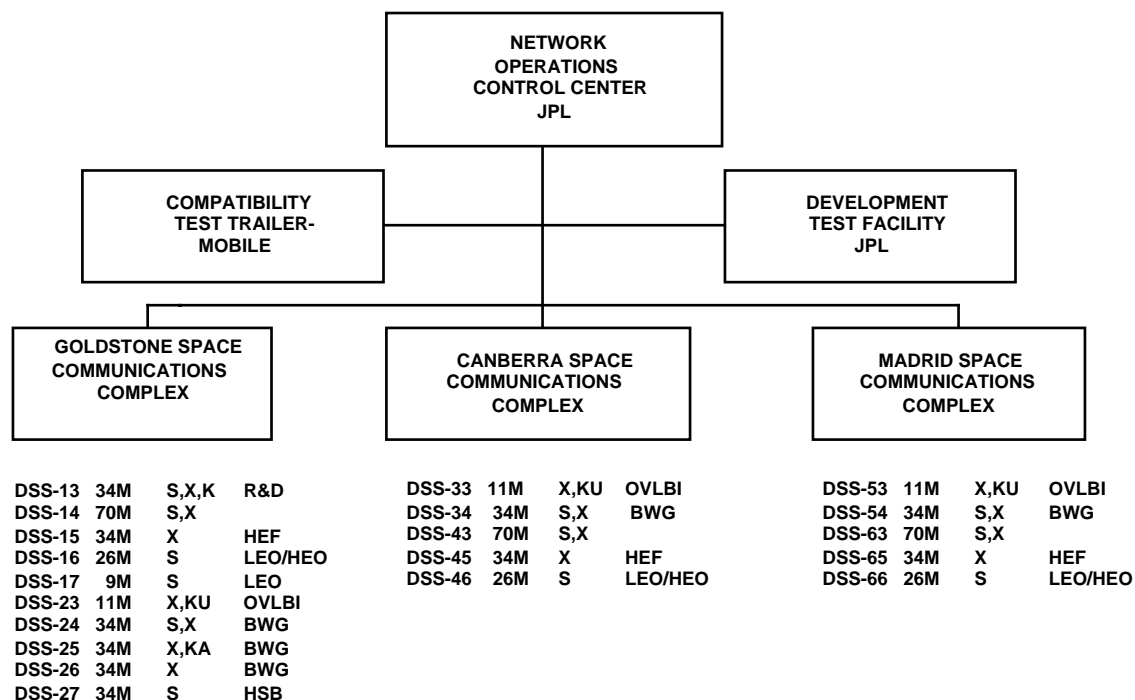 NETWORK
OPERATIONS
CONTROL CENTER
JPL
COMPATIBILITY
TEST TRAILER-
MOBILE
DEVELOPMENT
TEST FACILITY
JPL
GOLDSTONE SPACE
COMMUNICATIONS
COMPLEX
CANBERRA SPACE
COMMUNICATIONS
COMPLEX
MADRID SPACE
COMMUNICATIONS
COMPLEX
DSS-13 34M S,X,K R&D
DSS-14 70M S,X
DSS-15 34M X HEF
DSS-16 26M S LEO/HEO
DSS-17 9M S LEO
DSS-23 11M X,KU OVLBI
DSS-24 34M S,X BWG
DSS-25 34M X,KA BWG
DSS-26 34M X BWG
DSS-27 34M S HSB
DSS-33 11M X,KU OVLBI
DSS-34 34M S,X BWG
DSS-43 70M S,X
DSS-45 34M X HEF
DSS-46 26M S LEO/HEO
DSS-53 11M X,KU OVLBI
DSS-54 34M S,X BWG
DSS-63 70M S,X
DSS-65 34M X HEF
DSS-66 26M S LEO/HEO